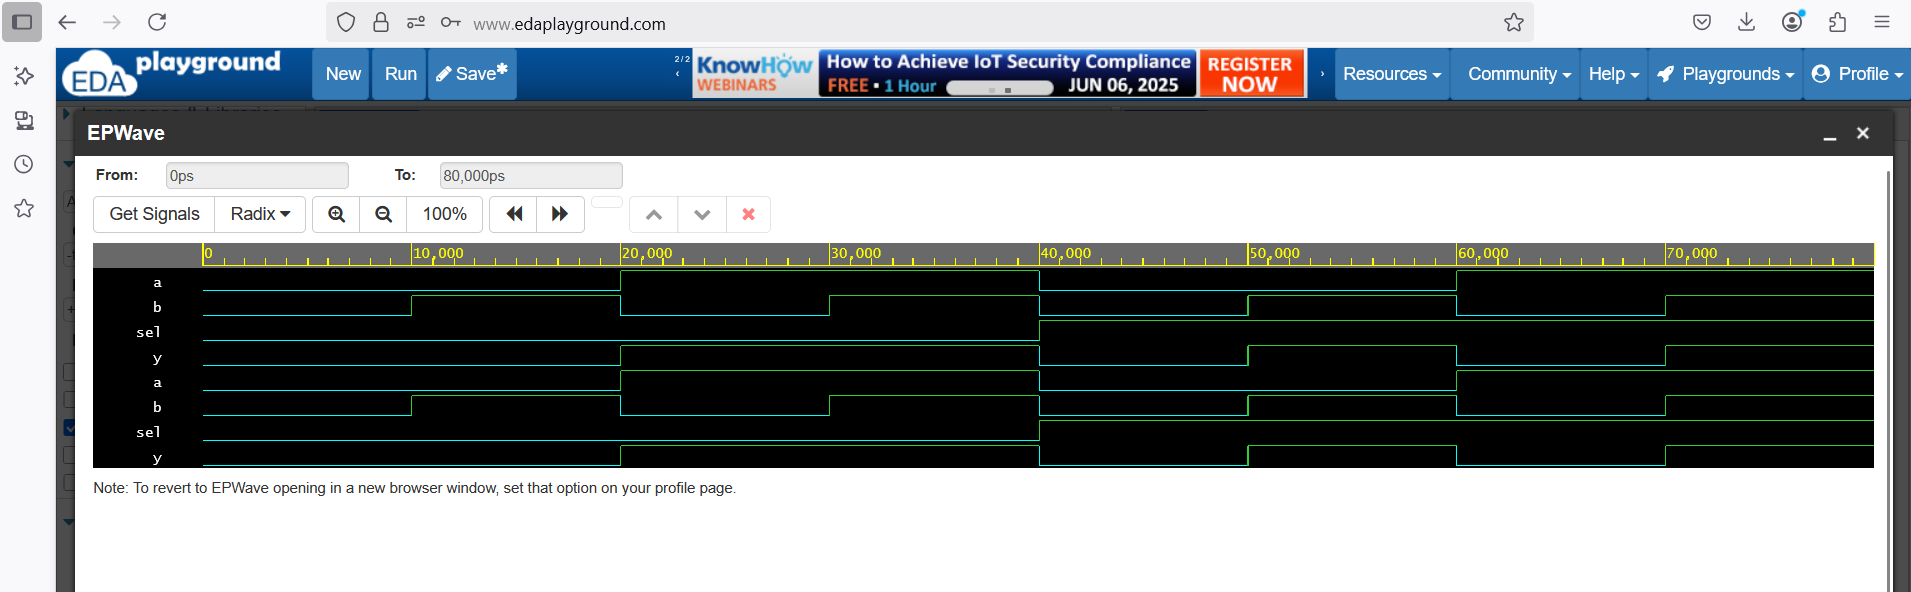 www.edaplayground.com
EDA playground
New
Run
Save*
2/2
KnowHow
WEBINARS
How to Achieve IoT Security Compliance
FREE • 1 Hour
JUN 06, 2025
REGISTER
NOW
Resources
Community
Help
Playgrounds
Profile
EPWave
From:
0ps
To:
80,000ps
Get Signals
Radix
100%
0
10,000
20,000
30,000
40,000
50,000
60,000
70,000
a
b
sel
y
a
b
sel
y
Note: To revert to EPWave opening in a new browser window, set that option on your profile page.